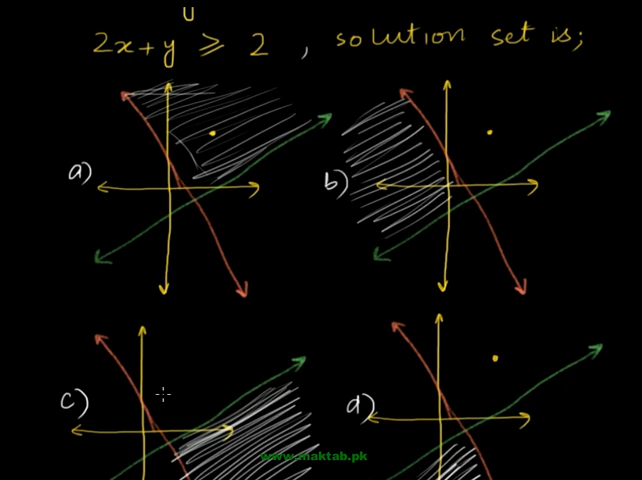 U
2x+y ≥ 2 , solution set is;
a)
b)
c)
d)
www.maktab.pk